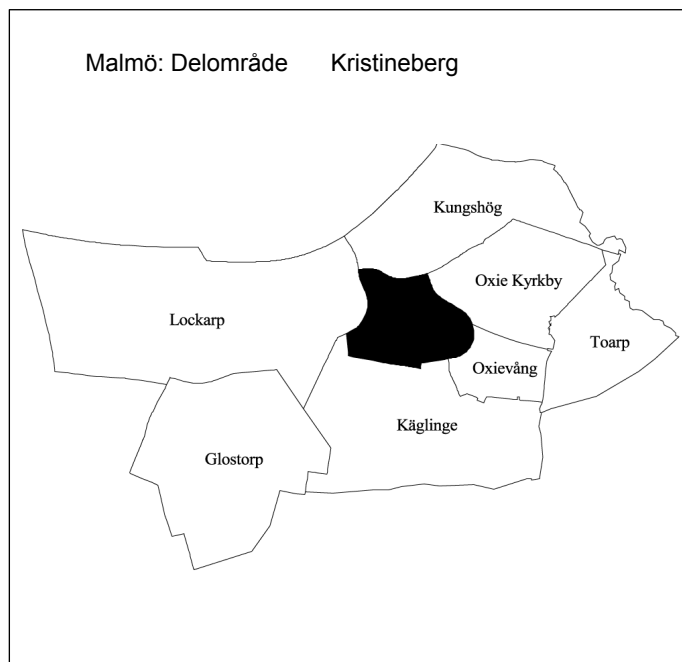 Malmö: Delområde Kristineberg
Kungshög
Oxie Kyrkby
Lockarp
Toarp
Oxievång
Käglinge
Glostorp